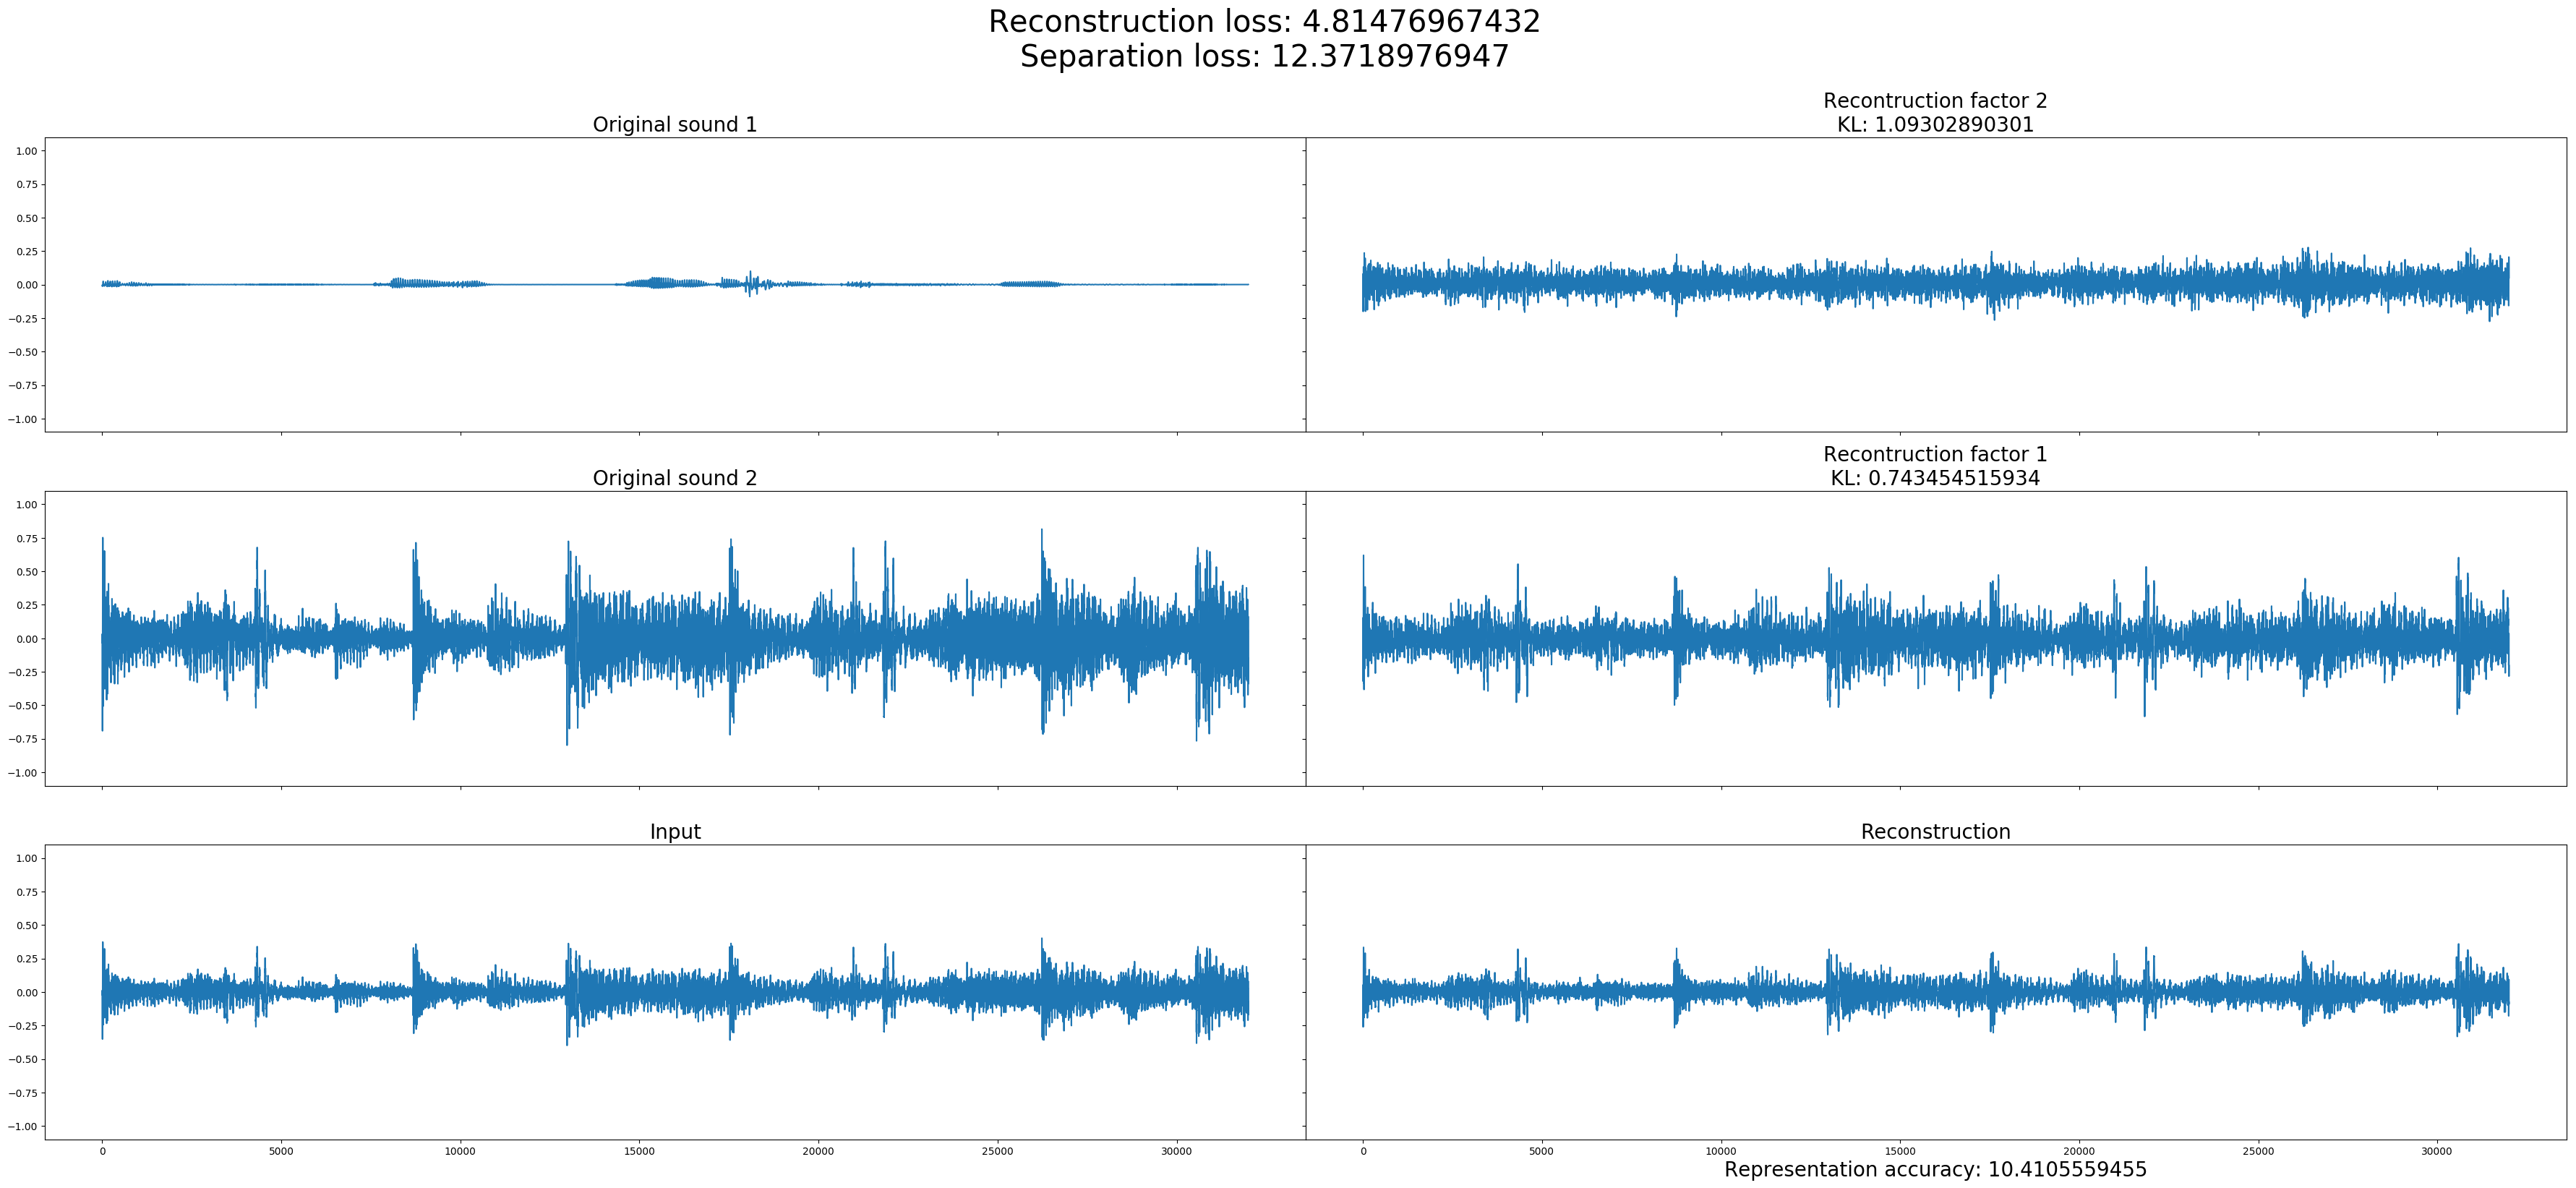 Reconstruction loss: 4.81476967432
Separation loss: 12.3718976947
Original sound 1
Recontruction factor 2
KL: 1.09302890301
1.00
0.75
0.50
0.25
0.00
−0.25
−0.50
−0.75
−1.00
Original sound 2
Recontruction factor 1
KL: 0.743454515934
1.00
0.75
0.50
0.25
0.00
−0.25
−0.50
−0.75
−1.00
Input
Reconstruction
1.00
0.75
0.50
0.25
0.00
−0.25
−0.50
−0.75
−1.00
0 5000 10000 15000 20000 25000 30000 0 5000 10000 15000 20000 25000 30000
Representation accuracy: 10.4105559455